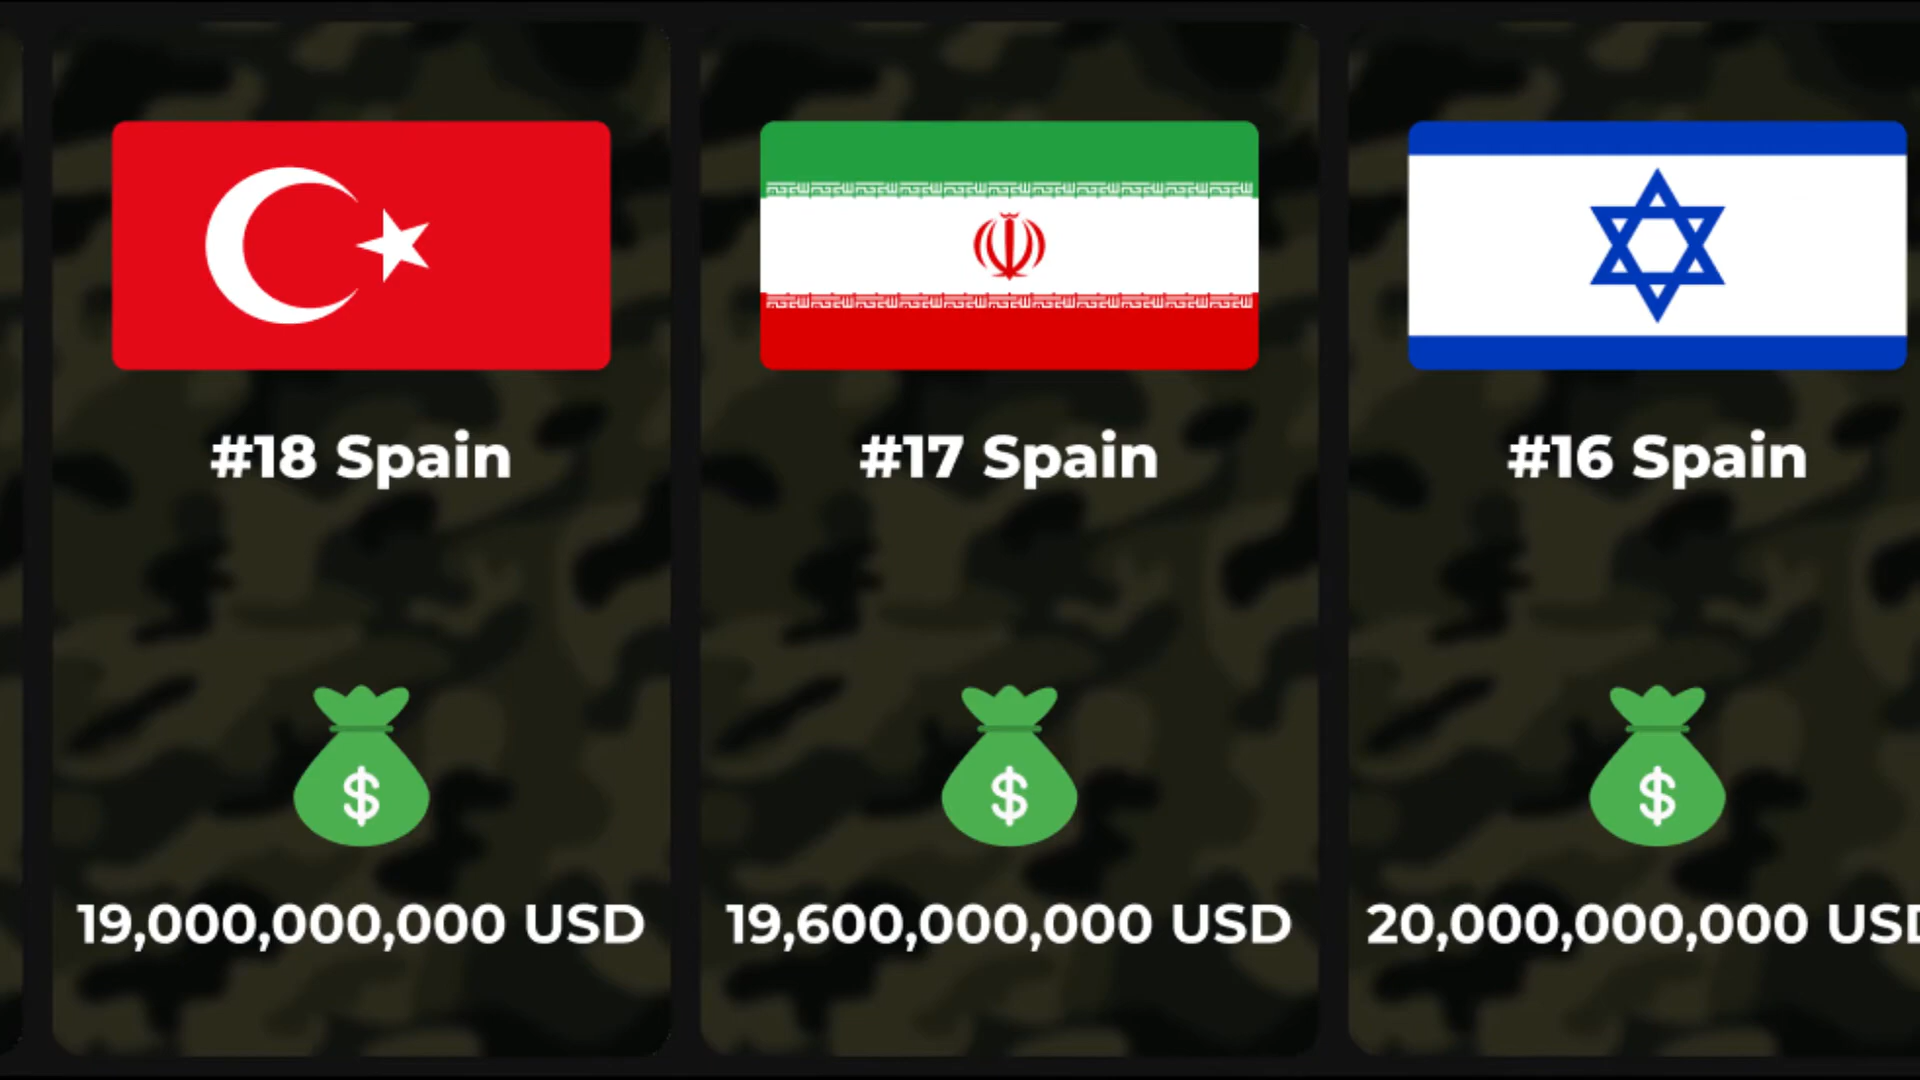 #18 Spain
19,000,000,000 USD
#17 Spain
$
19,600,000,000 USD
#16 Spain
$
20,000,000,000 USD